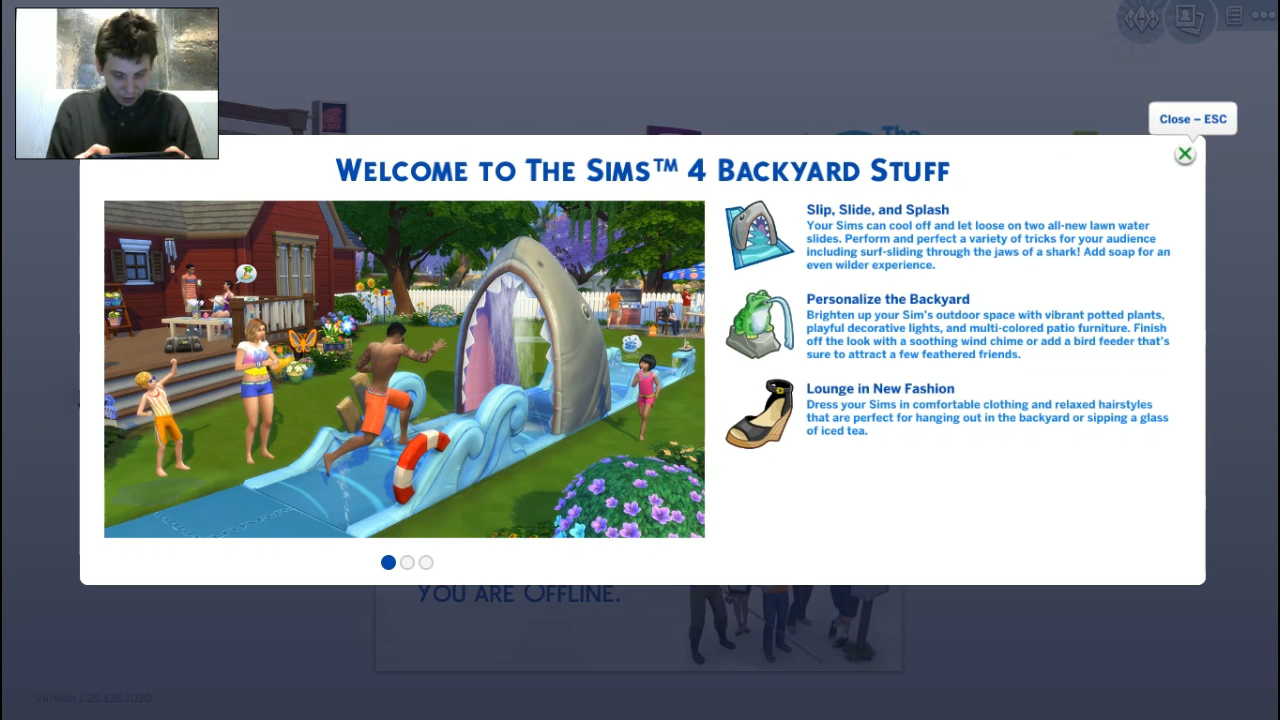 Close – ESC
The
WELCOME TO THE SIMS™ 4 BACKYARD STUFF
Slip, Slide, and Splash
Your Sims can cool off and let loose on two all-new lawn water
slides. Perform and perfect a variety of tricks for your audience
including surf-sliding through the jaws of a shark! Add soap for an
even wilder experience.
Personalize the Backyard
Brighten up your Sim's outdoor space with vibrant potted plants,
playful decorative lights, and multi-colored patio furniture. Finish
off the look with a soothing wind chime or add a bird feeder that's
sure to attract a few feathered friends.
Lounge in New Fashion
Dress your Sims in comfortable clothing and relaxed hairstyles
that are perfect for hanging out in the backyard or sipping a glass
of iced tea.
YOU ARE OFFLINE.